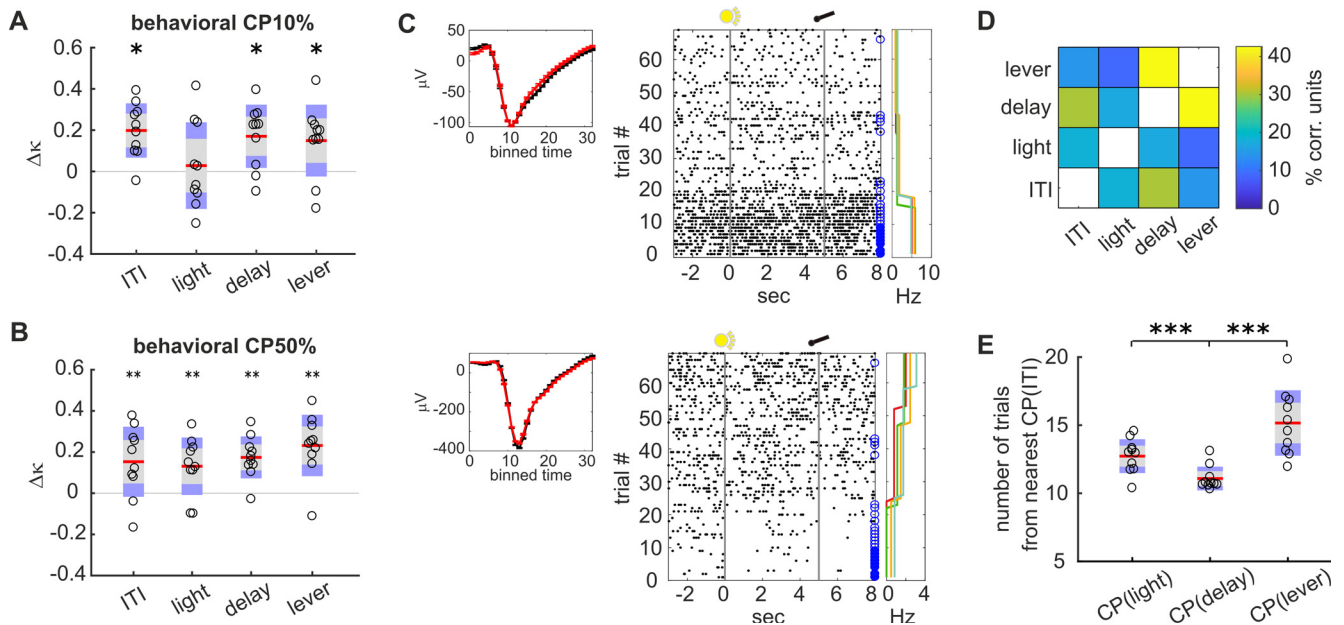 A
behavioral CP10%
0.6
0.4
0.2
0
-0.2
-0.4
Δκ
* * *
ITI light delay lever
B
behavioral CP50%
0.6
0.4
0.2
0
-0.2
-0.4
Δκ
** ** ** **
ITI light delay lever
C
50
0
-50
-100
μV
0 10 20 30
binned time
trial #
60
50
40
30
20
10
0
-2 0 2 4 6 8
sec
0 10
Hz
0
-200
-400
μV
0 10 20 30
binned time
trial #
60
50
40
30
20
10
0
-2 0 2 4 6 8
sec
0 2 4
Hz
D
lever
delay
light
ITI
ITI light delay lever
40
30
20
10
0
% corr. units
E
*** ***
20
15
10
5
number of trials
from nearest CP(ITI)
CP(light) CP(delay) CP(lever)